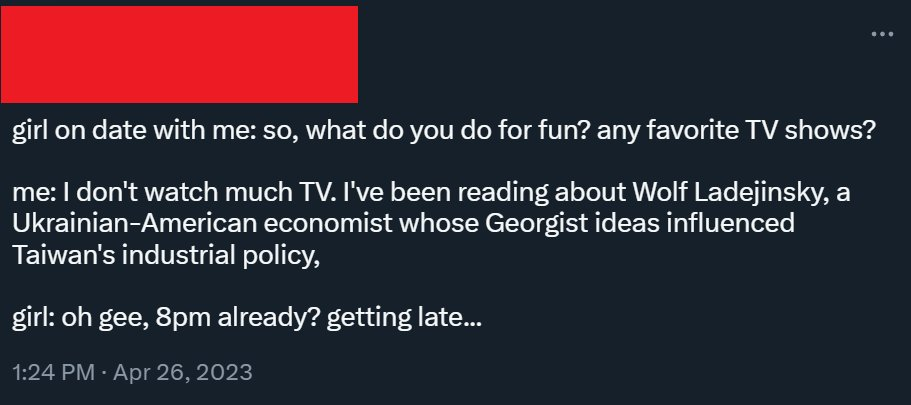 girl on date with me: so, what do you do for fun? any favorite TV shows?
me: I don't watch much TV. I've been reading about Wolf Ladejinsky, a
Ukrainian-American economist whose Georgist ideas influenced
Taiwan's industrial policy,
girl: oh gee, 8pm already? getting late...
1:24 PM · Apr 26, 2023